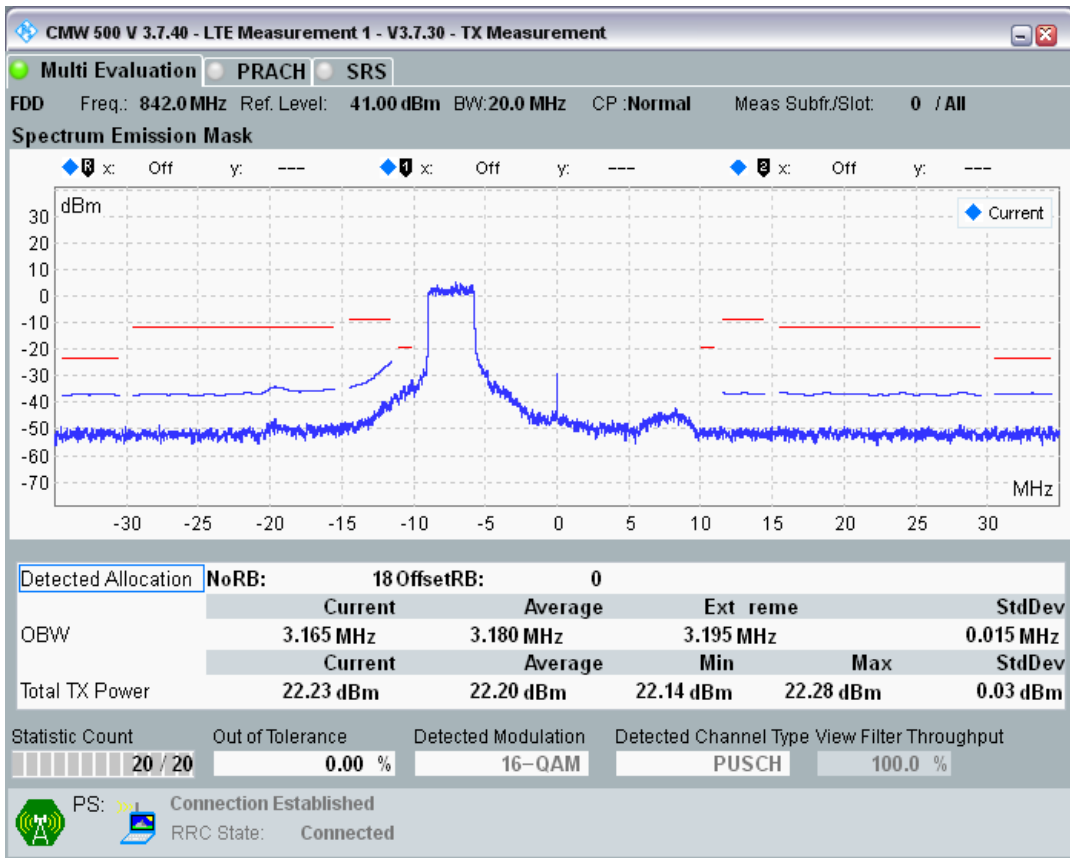 CMW 500 V 3.7.40 - LTE Measurement 1 - V3.7.30 - TX Measurement
Multi Evaluation PRACH SRS
FDD Freq.: 842.0 MHz Ref. Level: 41.00 dBm BW:20.0 MHz CP :Normal Meas Subfr./Slot: 0 / All
Spectrum Emission Mask
R x: Off y: --- 1 x: Off y: --- 2 x: Off y: ---
dBm
Current
30
20
10
0
-10
-20
-30
-40
-50
-60
-70
MHz
-30 -25 -20 -15 -10 -5 0 5 10 15 20 25 30
Detected Allocation NoRB: 18 OffsetRB: 0
Current Average Ext reme StdDev
OBW 3.165 MHz 3.180 MHz 3.195 MHz 0.015 MHz
Current Average Min Max StdDev
Total TX Power 22.23 dBm 22.20 dBm 22.14 dBm 22.28 dBm 0.03 dBm
Statistic Count Out of Tolerance Detected Modulation Detected Channel Type View Filter Throughput
20 / 20 0.00 % 16-QAM PUSCH 100.0 %
PS: Connection Established
RRC State: Connected